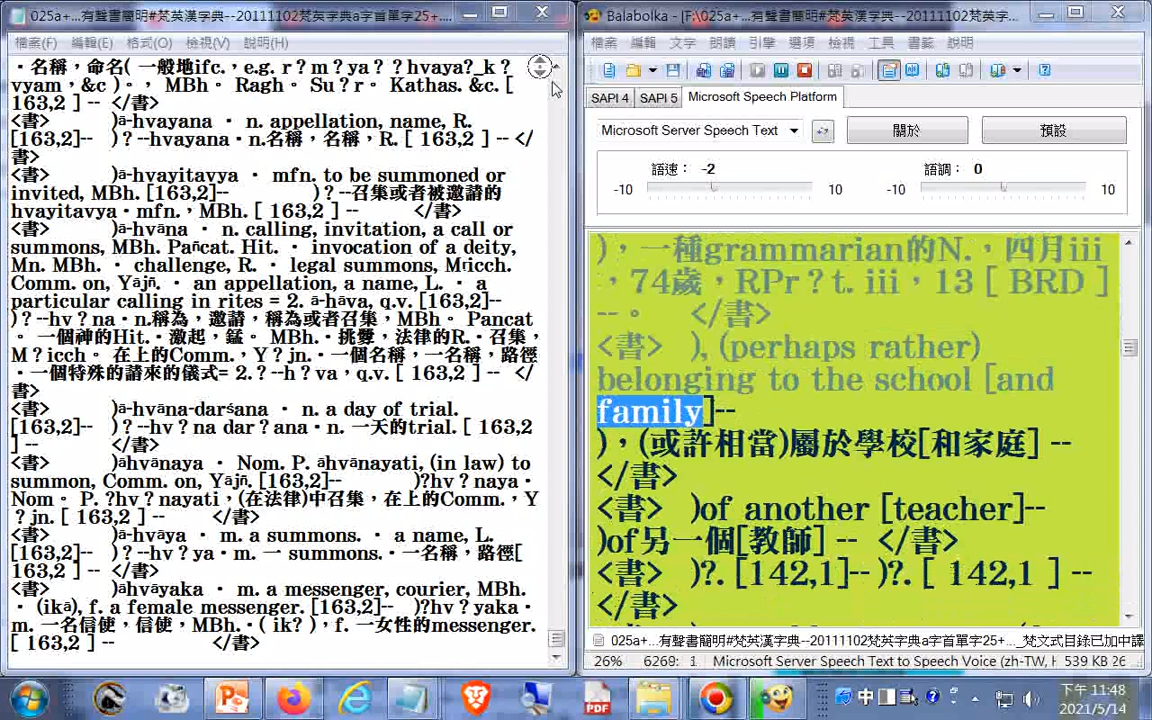 025a+...有聲書簡明#梵英漢字典--20111102梵英字典a字首單字25+...
檔案(F) 編輯(E) 格式(O) 檢視(V) 說明(H)
‧名稱，命名( 一般地ifc.，e.g. r？m？ya？？hvaya?_k？
vyam，&c )。， MBh。 Ragh。 Su？r。 Kathas. &c. [
163,2 ] -- </書>
<書> )ā-hvayana ‧ n. appellation, name, R.
[163,2]-- )？--hvayana‧n.名稱，名稱，R. [ 163,2 ] -- </
書>
<書> )ā-hvayitavya ‧ mfn. to be summoned or
invited, MBh. [163,2]-- )？--召集或者被邀請的
hvayitavya‧mfn.，MBh. [ 163,2 ] -- </書>
<書> )ā-hvāna ‧ n. calling, invitation, a call or
summons, MBh. Pañcat. Hit. ‧ invocation of a deity,
Mn. MBh. ‧ challenge, R. ‧ legal summons, Mṛicch.
Comm. on, Yājñ. ‧ an appellation, a name, L. ‧ a
particular calling in rites = 2. ā-hāva, q.v. [163,2]--
)？--hv？na‧n.稱為，邀請，稱為或者召集，MBh。 Pancat
。一個神的Hit.‧激起，錳。 MBh.‧挑釁，法律的R.‧召集，
M？icch。 在上的Comm.，Y？jn.‧一個名稱，一名稱，路徑
‧一個特殊的請來的儀式= 2.？--h？va，q.v. [ 163,2 ] -- </
書>
<書> )ā-hvāna-darśana ‧ n. a day of trial.
[163,2]-- )？--hv？na dar？ana‧n. 一天的trial. [ 163,2
] -- </書>
<書> )āhvānaya ‧ Nom. P. āhvānayati, (in law) to
summon, Comm. on, Yājñ. [163,2]-- )?hv？naya‧
Nom。 P. ?hv？nayati，(在法律)中召集，在上的Comm.，Y
？jn. [ 163,2 ] -- </書>
<書> )ā-hvāya ‧ m. a summons. ‧ a name, L.
[163,2]-- )？--hv？ya‧m. 一 summons.‧一名稱，路徑[
163,2 ] -- </書>
<書> )āhvāyaka ‧ m. a messenger, courier, MBh.
‧ (ikā), f. a female messenger. [163,2]-- )?hv？yaka‧
m. 一名信使，信使，MBh.‧( ik？)，f. 一女性的messenger.
[ 163,2 ] -- </書>
Balabolka - [F:\025a+...有聲書簡明#梵英漢字典--20111102梵英字...
檔案 編輯 文字 朗讀 引擎 選項 檢視 工具 書籤 說明
SAPI 4 SAPI 5 Microsoft Speech Platform
Microsoft Server Speech Text 關於 預設
語速： -2 語調： 0
-10 10 -10 10
)，一種grammarian的N.，四月iii
，74歲，RPr？t. iii，13 [ BRD ]
--。 </書>
<書> ), (perhaps rather)
belonging to the school [and
family]--
)，(或許相當)屬於學校[和家庭] --
</書>
<書> )of another [teacher]--
)of另一個[教師] -- </書>
<書> )?. [142,1]-- )?. [ 142,1 ] --
</書>
025a+...有聲書簡明#梵英漢字典--20111102梵英字典a字首單字25+..._梵文式目錄已加中譯
26% 6269: 1 Microsoft Server Speech Text to Speech Voice (zh-TW, H 539 KB 26
PDF
中
下午 11:48
2021/5/14